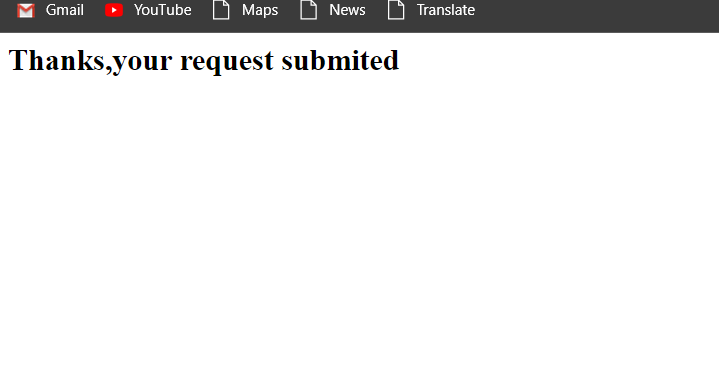 Gmail YouTube Maps News Translate
Thanks,your request submited